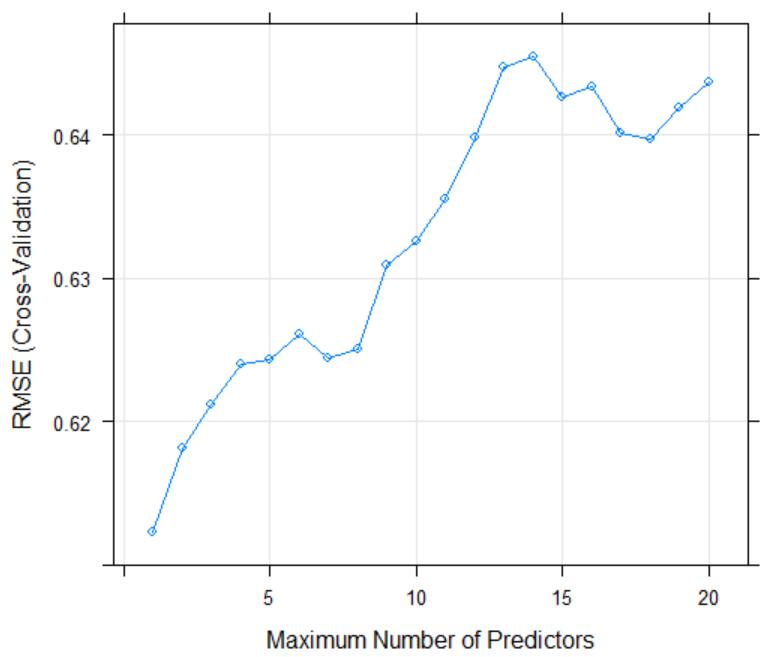 RMSE (Cross-Validation)
0.64
0.63
0.62
5 10 15 20
Maximum Number of Predictors